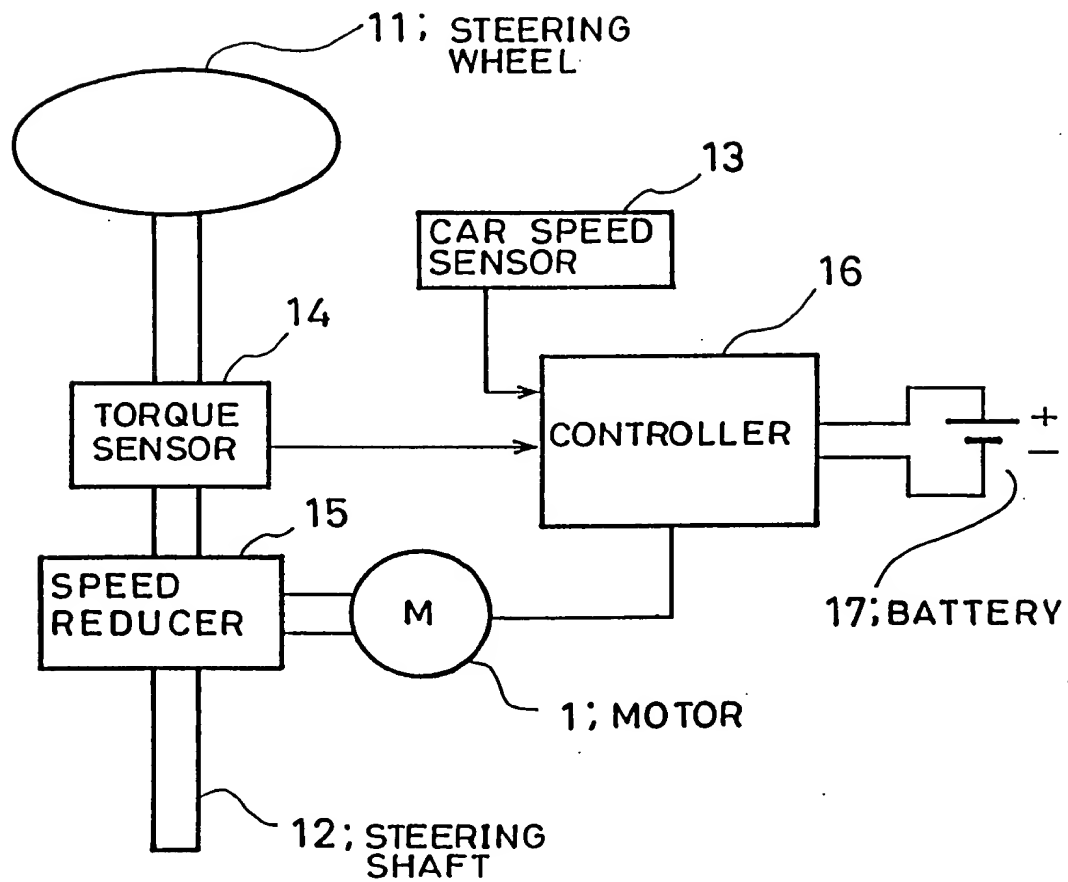 11; STEERING
WHEEL
13
CAR SPEED
SENSOR
16
14
TORQUE
SENSOR
CONTROLLER
+
−
15
SPEED
REDUCER
M
17; BATTERY
1; MOTOR
12; STEERING
SHAFT